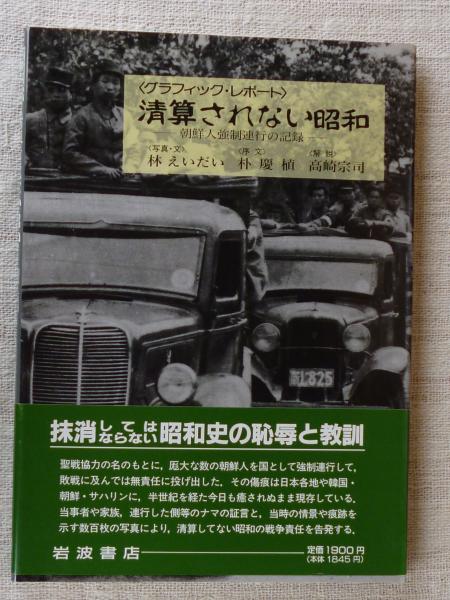 〈グラフィック・レポート〉
清算されない昭和
—朝鮮人強制連行の記録—
〈写真・文〉 〈序文〉 〈解説〉
林えいだい 朴慶植 高崎宗司
高L825
抹消してはならない昭和史の恥辱と教訓
聖戦協力の名のもとに，厖大な数の朝鮮人を国として強制連行して，
敗戦に及んでは無責任に投げ出した．その傷痕は日本各地や韓国・
朝鮮・サハリンに，半世紀を経た今日も癒されぬまま現存している．
当事者や家族，連行した側等のナマの証言と，当時の情景や痕跡を
示す数百枚の写真により，清算してない昭和の戦争責任を告発する．
岩波書店 定価1900円
（本体1845円）